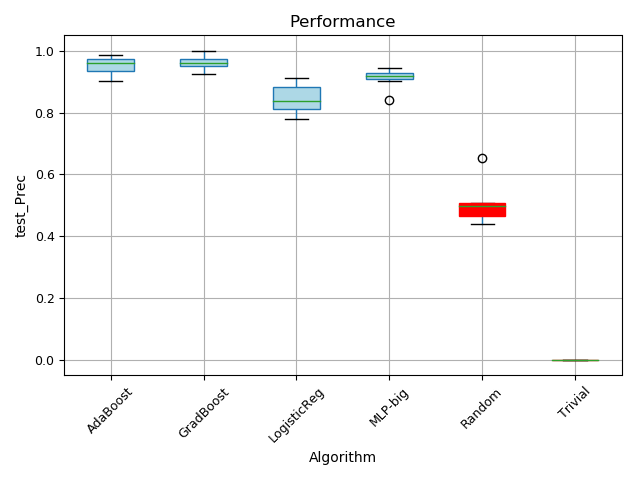 Performance
1.0
0.8
0.6
0.4
0.2
0.0
test_Prec
AdaBoost
GradBoost
LogisticReg
MLP-big
Random
Trivial
Algorithm